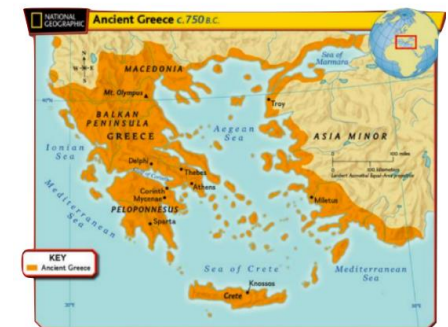 NATIONAL
GEOGRAPHIC
Ancient Greece c.750 B.C.
Sea of
Marmara
MACEDONIA
Mt. Olympus
Troy
BALKAN
PENINSULA
GREECE
Aegean
Sea
ASIA MINOR
Ionian
Sea
Delphi
Thebes
Corinth
Athens
Mycenae
Miletus
PELOPONNESUS
Sparta
Mediterranean
Sea
KEY
Ancient Greece
Sea of Crete
Mediterranean
Sea
Knossos
Crete